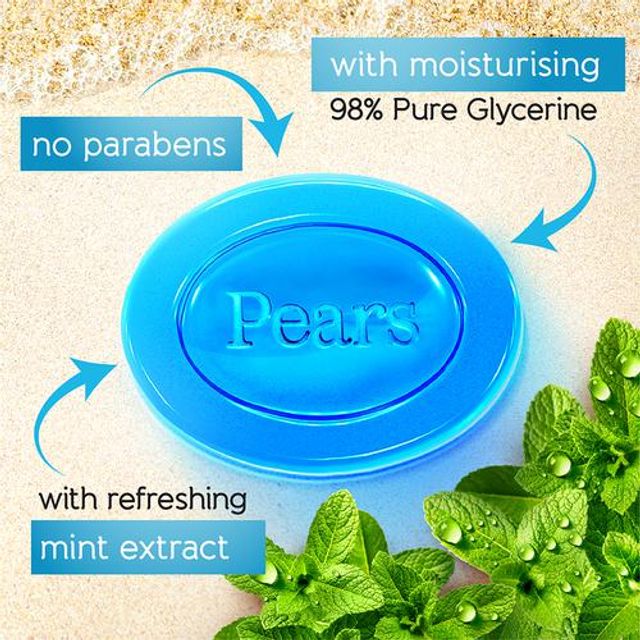 with moisturising
98% Pure Glycerine
no parabens
Pears
with refreshing
mint extract